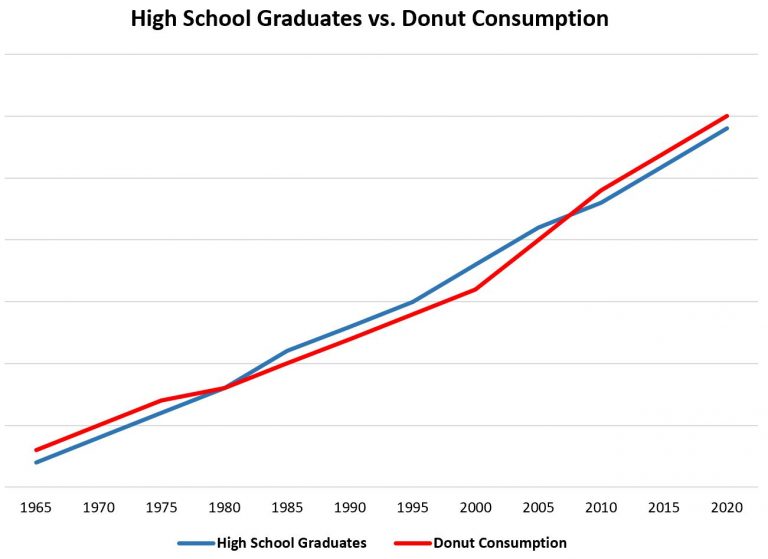 High School Graduates vs. Donut Consumption
1965 1970 1975 1980 1985 1990 1995 2000 2005 2010 2015 2020
High School Graduates Donut Consumption